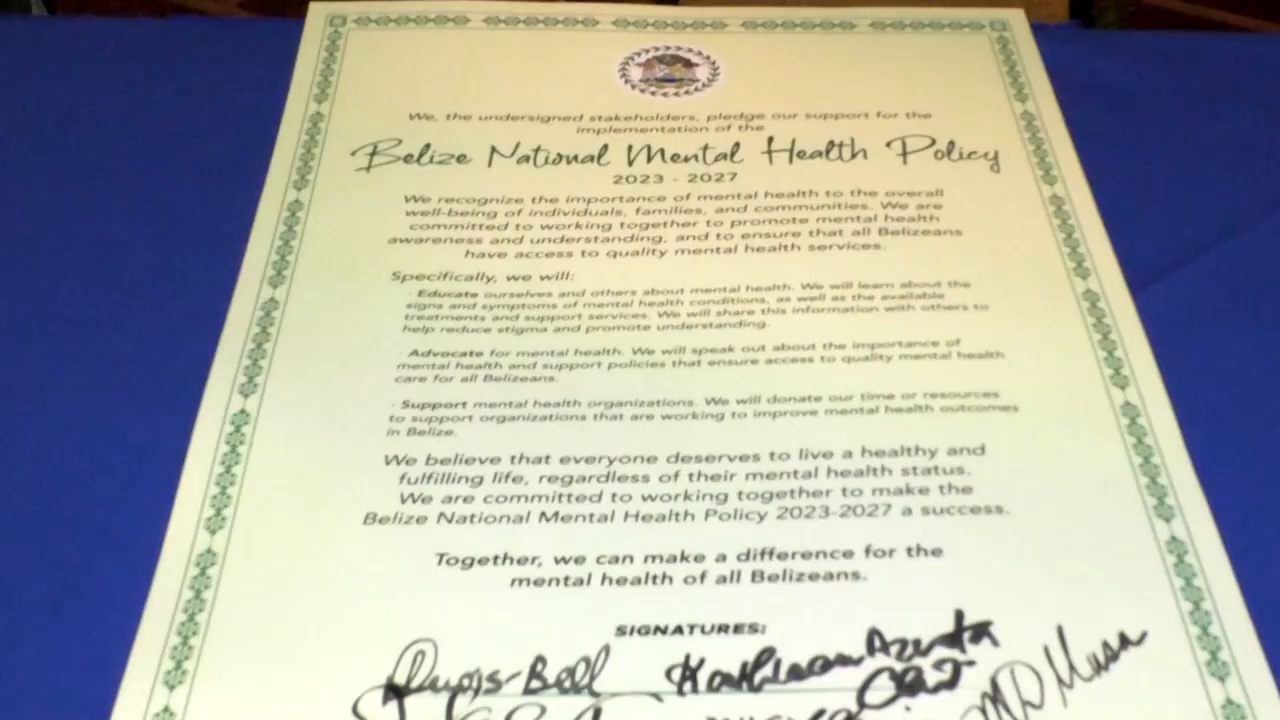 We, the undersigned stakeholders, pledge our support for the
implementation of the
Belize National Mental Health Policy
2023 - 2027
We recognize the importance of mental health to the overall
well-being of individuals, families, and communities. We are
committed to working together to promote mental health
awareness and understanding, and to ensure that all Belizeans
have access to quality mental health services.
Specifically, we will:
· Educate ourselves and others about mental health. We will learn about the
signs and symptoms of mental health conditions, as well as the available
treatments and support services. We will share this information with others to
help reduce stigma and promote understanding.
· Advocate for mental health. We will speak out about the importance of
mental health and support policies that ensure access to quality mental health
care for all Belizeans.
· Support mental health organizations. We will donate our time or resources
to support organizations that are working to improve mental health outcomes
in Belize.
We believe that everyone deserves to live a healthy and
fulfilling life, regardless of their mental health status.
We are committed to working together to make the
Belize National Mental Health Policy 2023-2027 a success.
Together, we can make a difference for the
mental health of all Belizeans.
SIGNATURES:
-Bell Kathleen
Musa